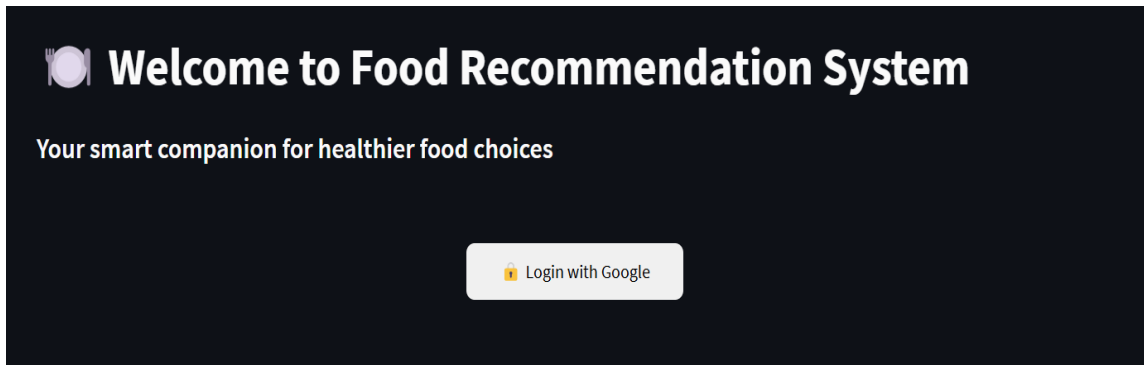 Welcome to Food Recommendation System
Your smart companion for healthier food choices
Login with Google